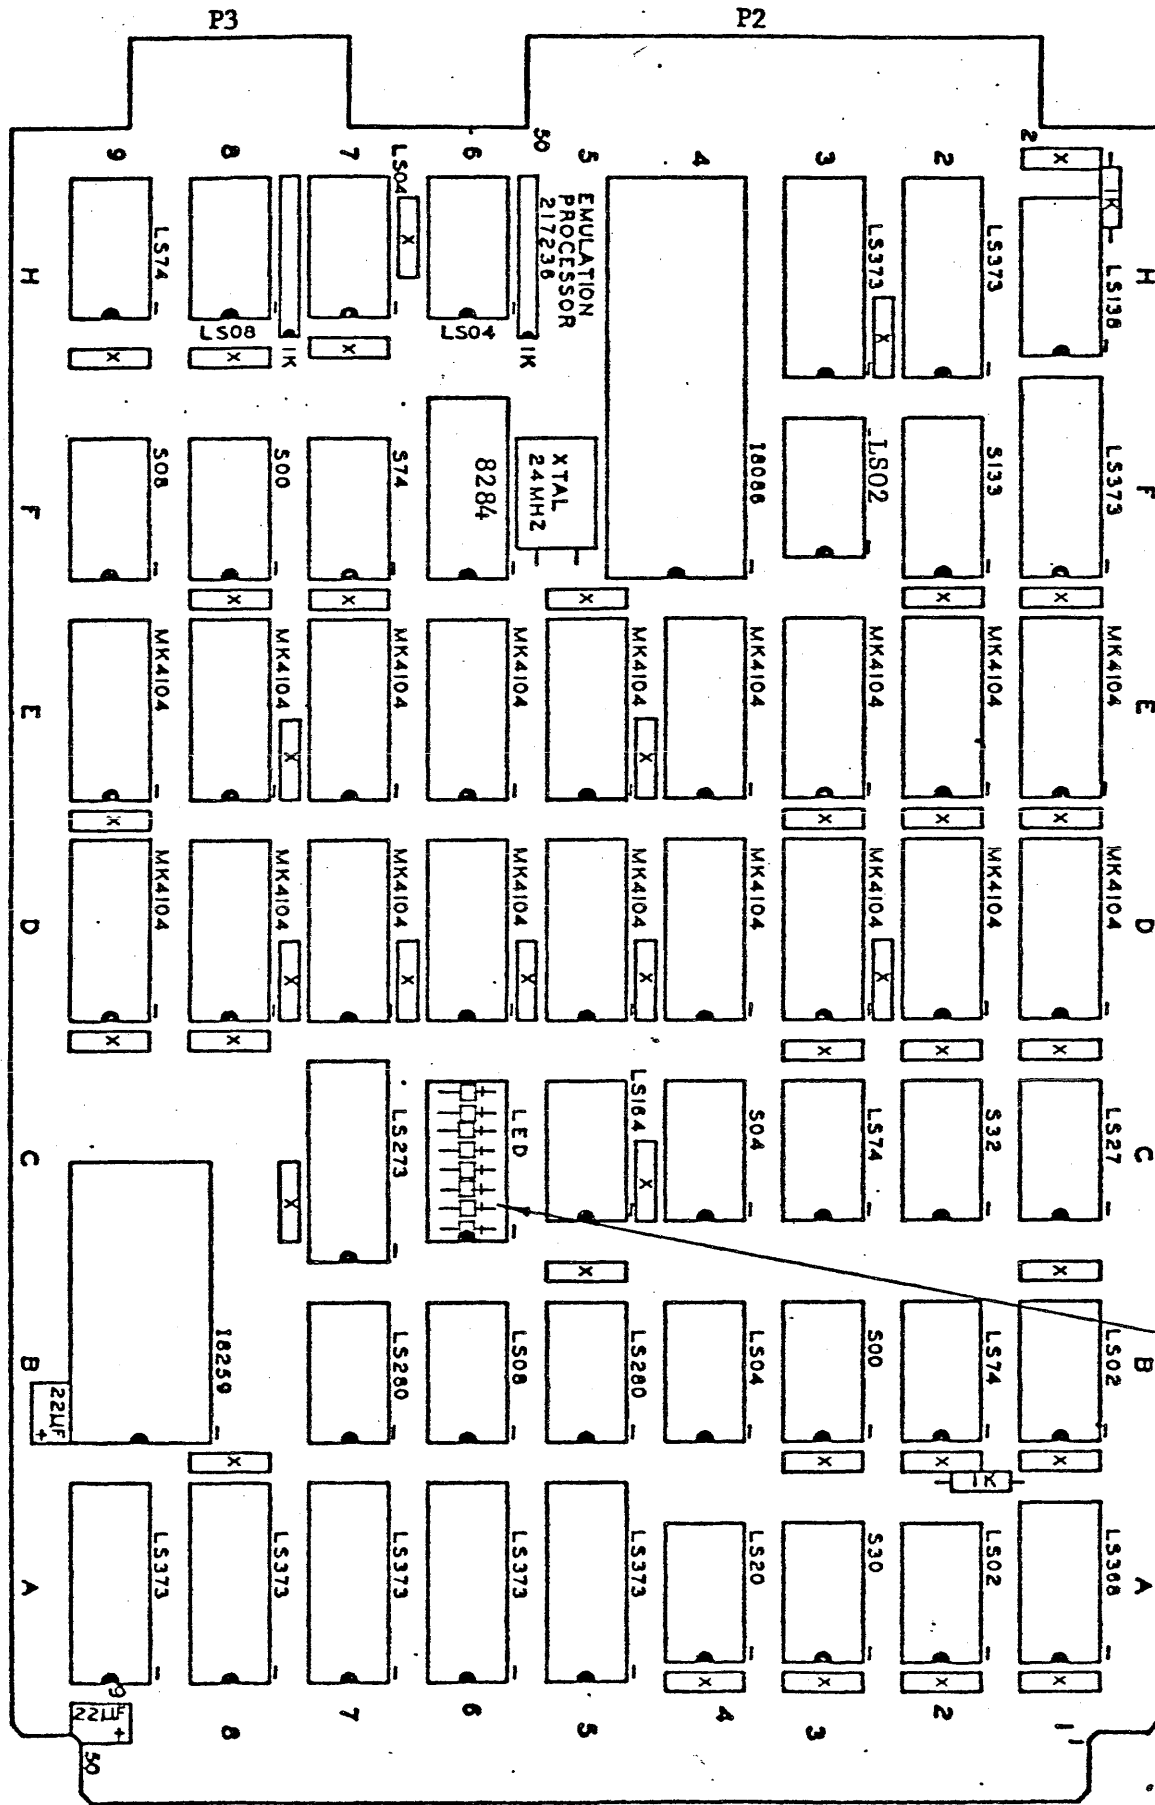 P3
P2
9
8
7
6
50
5
4
3
2
2
X
1K
LS04
X
EMULATION
PROCESSOR
217236
H
LS74
LS08
1K
LS04
1K
LS373
X
LS373
LS138
H
X
X
X
F
S08
S00
S74
8284
XTAL
24MHZ
I8086
LS02
S133
LS373
F
X
X
X
X
X
E
MK4104
MK4104
X
MK4104
MK4104
MK4104
X
MK4104
MK4104
MK4104
MK4104
E
X
X
X
X
D
MK4104
MK4104
X
MK4104
X
MK4104
X
MK4104
X
MK4104
MK4104
X
MK4104
MK4104
D
X
X
X
X
X
C
X
LS273
LED
LS164
X
S04
LS74
S32
LS27
C
X
X
B
22µF
+
I8259
LS280
LS08
LS280
LS04
S00
LS74
LS02
B
X
X
X
X
1K
A
LS373
LS373
LS373
LS373
LS373
LS20
S30
LS02
LS368
A
X
X
X
X
9
22µF
+
50
8
7
6
5
4
3
2
1